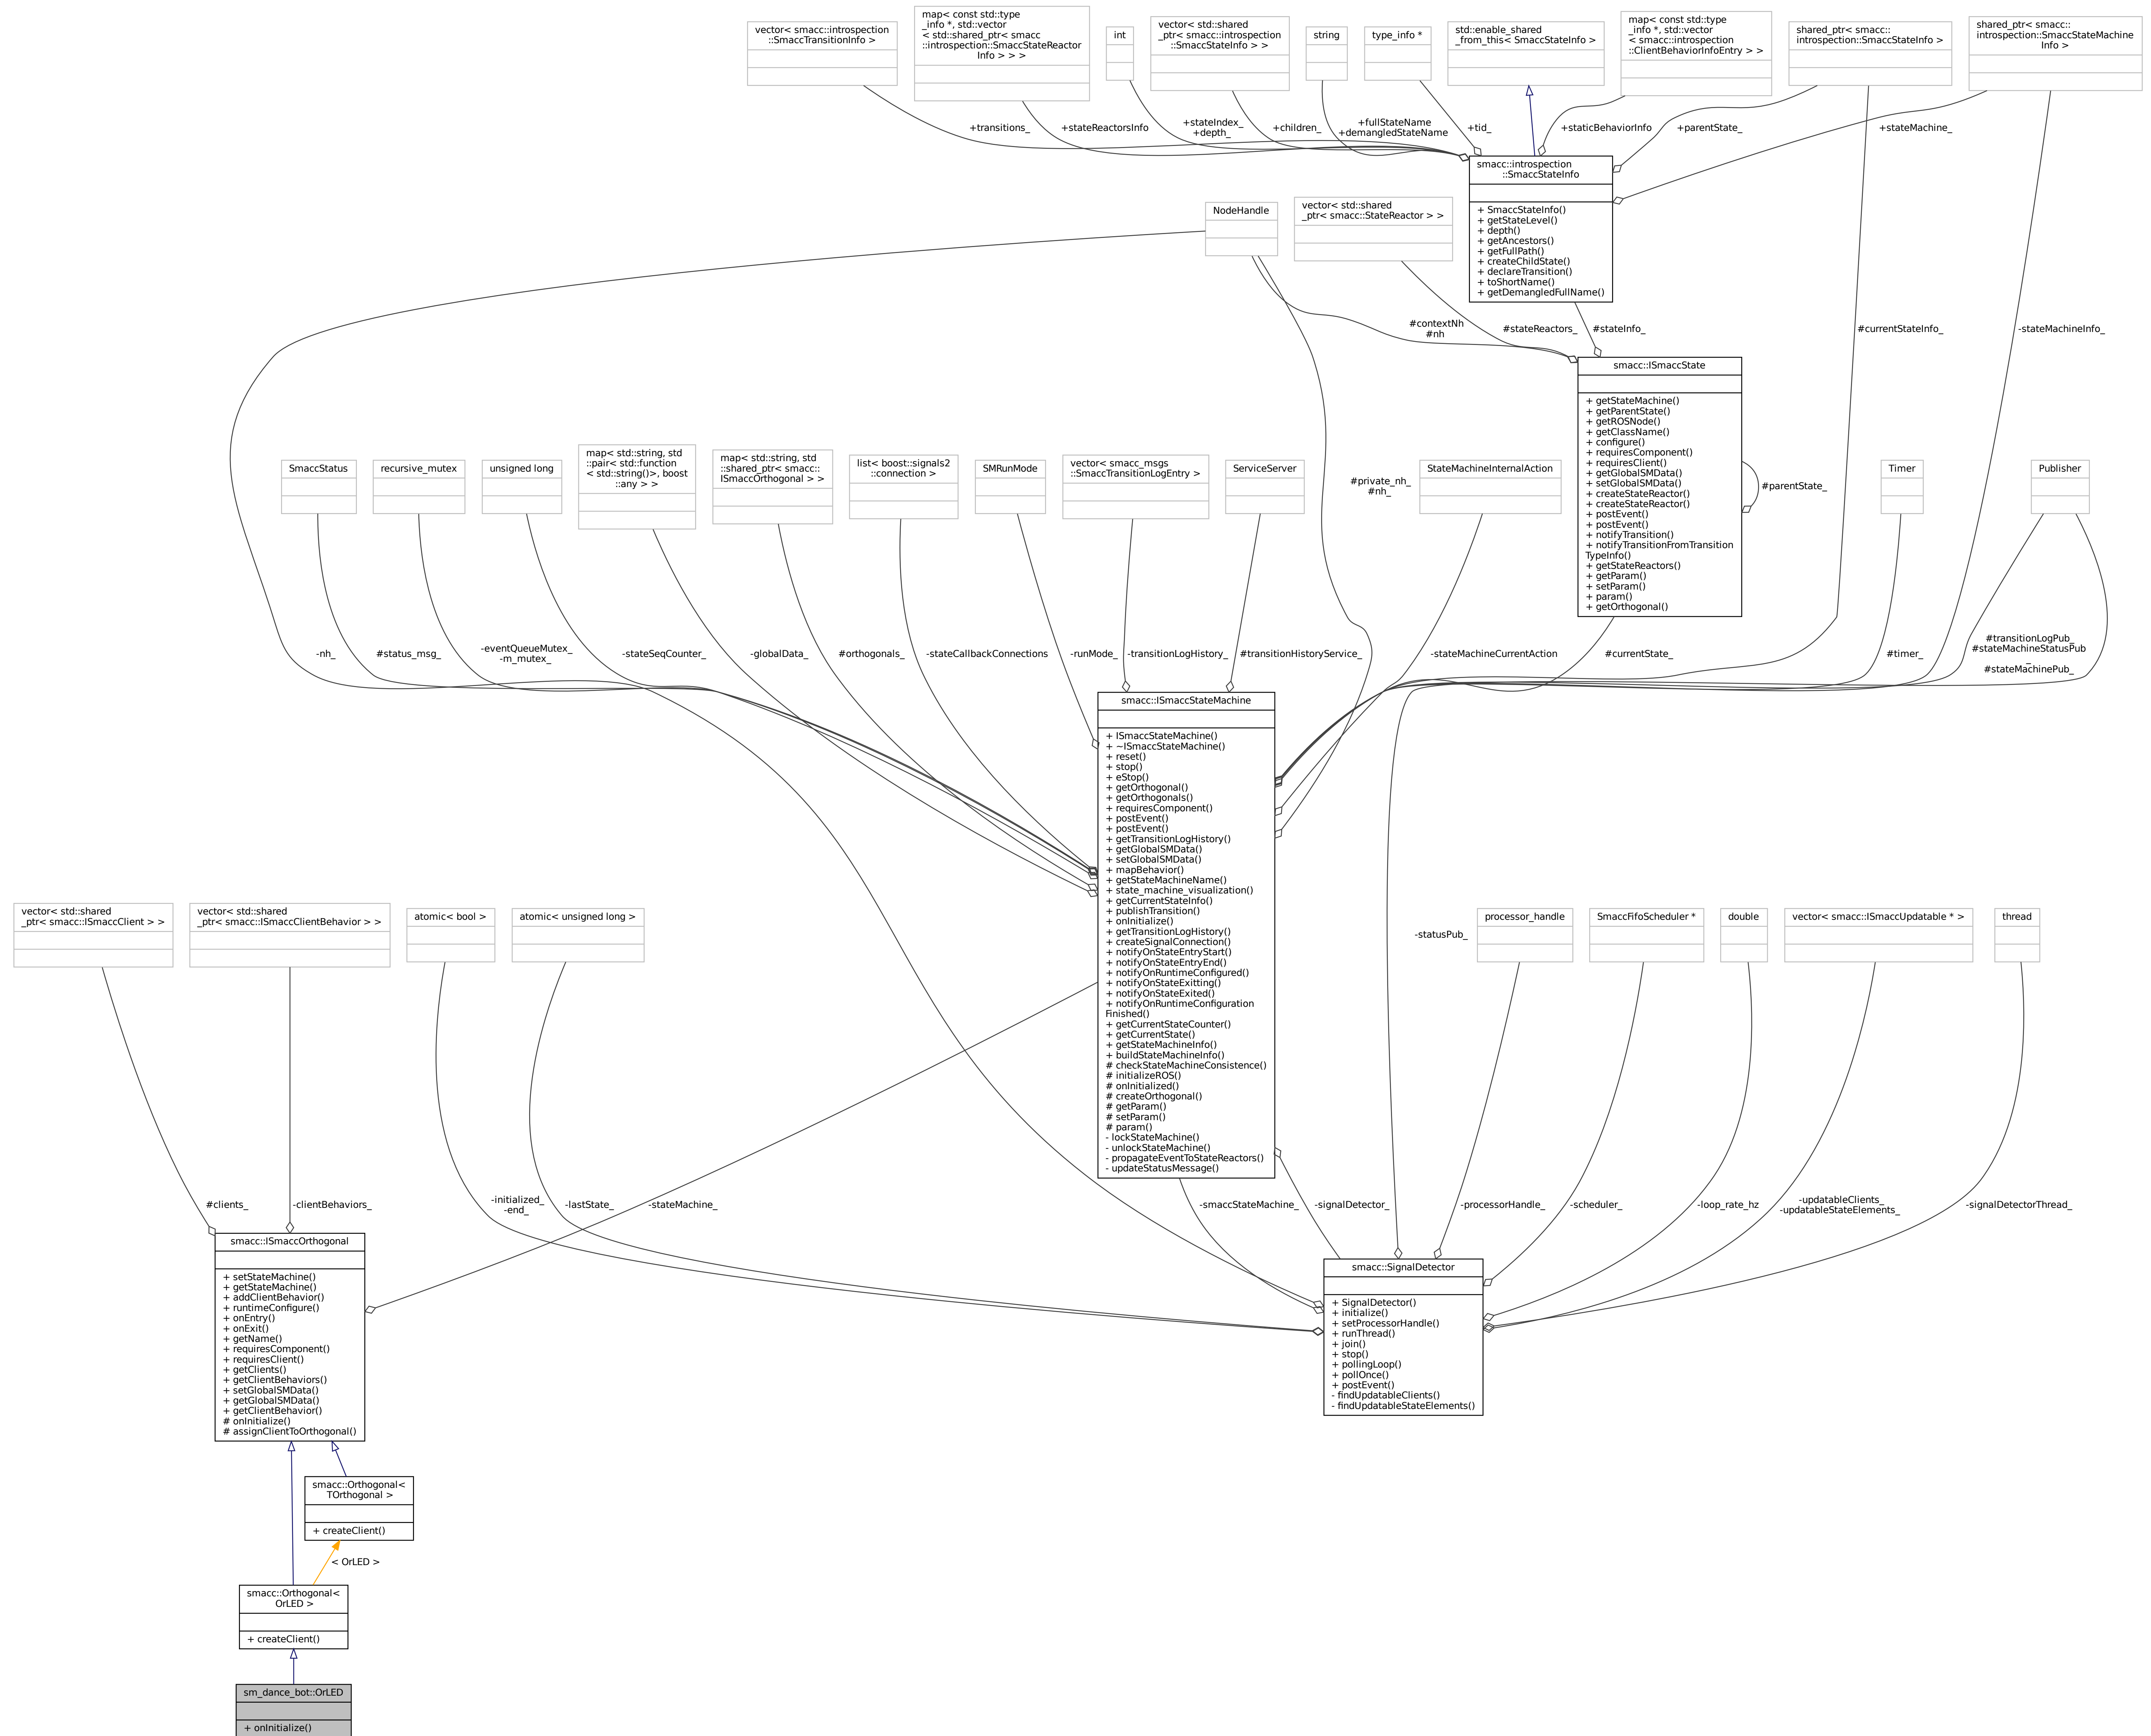 vector< smacc::introspection
::SmaccTransitionInfo >
map< const std::type
_info *, std::vector
< std::shared_ptr< smacc
::introspection::SmaccStateReactor
Info > > >
int
vector< std::shared
_ptr< smacc::introspection
::SmaccStateInfo > >
string
type_info *
std::enable_shared
_from_this< SmaccStateInfo >
map< const std::type
_info *, std::vector
< smacc::introspection
::ClientBehaviorInfoEntry > >
shared_ptr< smacc::
introspection::SmaccStateInfo >
shared_ptr< smacc::
introspection::SmaccStateMachine
Info >
+transitions_
+stateReactorsInfo
+stateIndex_
+depth_
+children_
+fullStateName
+demangledStateName
+tid_
+staticBehaviorInfo
+parentState_
+stateMachine_
smacc::introspection
::SmaccStateInfo
+ SmaccStateInfo()
+ getStateLevel()
+ depth()
+ getAncestors()
+ getFullPath()
+ createChildState()
+ declareTransition()
+ toShortName()
+ getDemangledFullName()
NodeHandle
vector< std::shared
_ptr< smacc::StateReactor > >
#contextNh
#nh
#stateReactors_
#stateInfo_
#currentStateInfo_
-stateMachineInfo_
smacc::ISmaccState
+ getStateMachine()
+ getParentState()
+ getROSNode()
+ getClassName()
+ configure()
+ requiresComponent()
+ requiresClient()
+ getGlobalSMData()
+ setGlobalSMData()
+ createStateReactor()
+ createStateReactor()
+ postEvent()
+ postEvent()
+ notifyTransition()
+ notifyTransitionFromTransition
TypeInfo()
+ getStateReactors()
+ getParam()
+ setParam()
+ param()
+ getOrthogonal()
#parentState_
SmaccStatus
recursive_mutex
unsigned long
map< std::string, std
::pair< std::function
< std::string()>, boost
::any > >
map< std::string, std
::shared_ptr< smacc::
ISmaccOrthogonal > >
list< boost::signals2
::connection >
SMRunMode
vector< smacc_msgs
::SmaccTransitionLogEntry >
ServiceServer
#private_nh_
#nh_
StateMachineInternalAction
Timer
Publisher
-nh_
#status_msg_
-eventQueueMutex_
-m_mutex_
-stateSeqCounter_
-globalData_
#orthogonals_
-stateCallbackConnections
-runMode_
-transitionLogHistory_
#transitionHistoryService_
-stateMachineCurrentAction
#currentState_
#timer_
#transitionLogPub_
#stateMachineStatusPub
_
#stateMachinePub_
smacc::ISmaccStateMachine
+ ISmaccStateMachine()
+ ~ISmaccStateMachine()
+ reset()
+ stop()
+ eStop()
+ getOrthogonal()
+ getOrthogonals()
+ requiresComponent()
+ postEvent()
+ postEvent()
+ getTransitionLogHistory()
+ getGlobalSMData()
+ setGlobalSMData()
+ mapBehavior()
+ getStateMachineName()
+ state_machine_visualization()
+ getCurrentStateInfo()
+ publishTransition()
+ onInitialize()
+ getTransitionLogHistory()
+ createSignalConnection()
+ notifyOnStateEntryStart()
+ notifyOnStateEntryEnd()
+ notifyOnRuntimeConfigured()
+ notifyOnStateExitting()
+ notifyOnStateExited()
+ notifyOnRuntimeConfiguration
Finished()
+ getCurrentStateCounter()
+ getCurrentState()
+ getStateMachineInfo()
+ buildStateMachineInfo()
# checkStateMachineConsistence()
# initializeROS()
# onInitialized()
# createOrthogonal()
# getParam()
# setParam()
# param()
- lockStateMachine()
- unlockStateMachine()
- propagateEventToStateReactors()
- updateStatusMessage()
vector< std::shared
_ptr< smacc::ISmaccClient > >
vector< std::shared
_ptr< smacc::ISmaccClientBehavior > >
atomic< bool >
atomic< unsigned long >
-statusPub_
processor_handle
SmaccFifoScheduler *
double
vector< smacc::ISmaccUpdatable * >
thread
#clients_
-clientBehaviors_
-initialized_
-end_
-lastState_
-stateMachine_
-smaccStateMachine_
-signalDetector_
-processorHandle_
-scheduler_
-loop_rate_hz
-updatableClients_
-updatableStateElements_
-signalDetectorThread_
smacc::ISmaccOrthogonal
+ setStateMachine()
+ getStateMachine()
+ addClientBehavior()
+ runtimeConfigure()
+ onEntry()
+ onExit()
+ getName()
+ requiresComponent()
+ requiresClient()
+ getClients()
+ getClientBehaviors()
+ setGlobalSMData()
+ getGlobalSMData()
+ getClientBehavior()
# onInitialize()
# assignClientToOrthogonal()
smacc::SignalDetector
+ SignalDetector()
+ initialize()
+ setProcessorHandle()
+ runThread()
+ join()
+ stop()
+ pollingLoop()
+ pollOnce()
+ postEvent()
- findUpdatableClients()
- findUpdatableStateElements()
smacc::Orthogonal<
TOrthogonal >
+ createClient()
< OrLED >
smacc::Orthogonal<
OrLED >
+ createClient()
sm_dance_bot::OrLED
+ onInitialize()